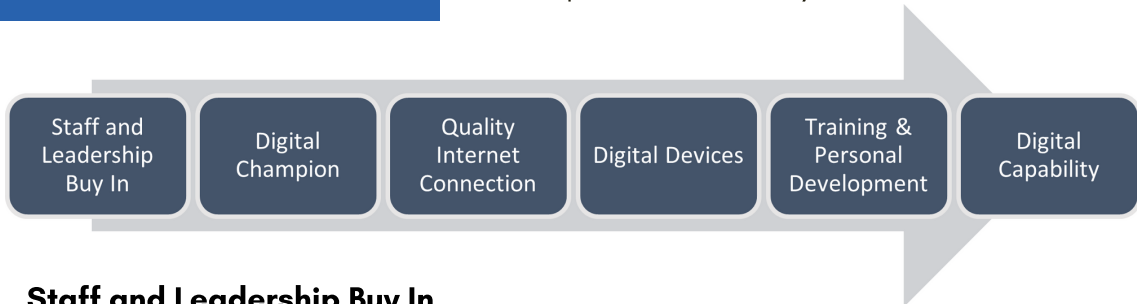 Staff and
Leadership
Buy In
Digital
Champion
Quality
Internet
Connection
Digital Devices
Training &
Personal
Development
Digital
Capability
Staff and Leadership Buy In